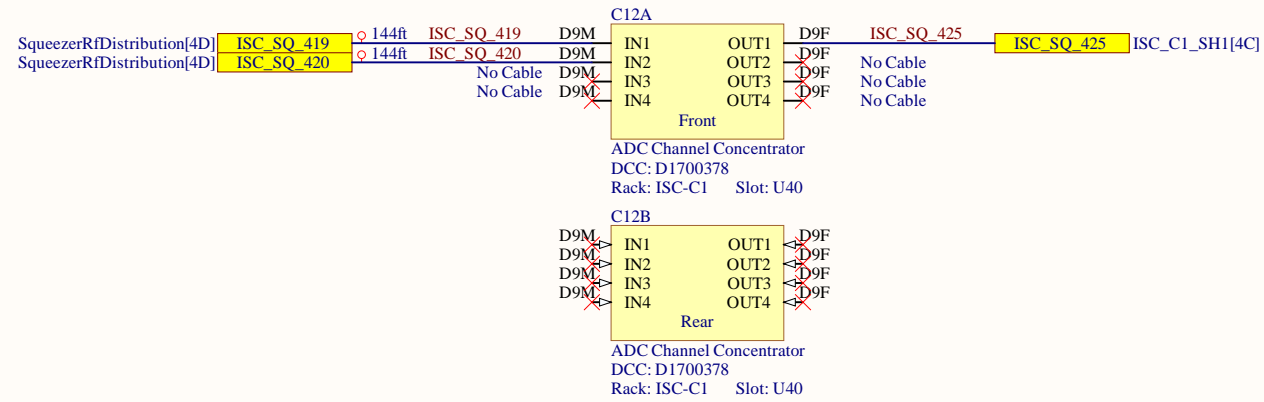 C12A
SqueezerRfDistribution[4D] ISC_SQ_419 144ft ISC_SQ_419 D9M IN1 OUT1 D9F ISC_SQ_425 ISC_SQ_425 ISC_C1_SH1[4C]
SqueezerRfDistribution[4D] ISC_SQ_420 144ft ISC_SQ_420 D9M IN2 OUT2 D9F No Cable
No Cable D9M IN3 OUT3 D9F No Cable
No Cable D9M IN4 OUT4 D9F No Cable
Front
ADC Channel Concentrator
DCC: D1700378
Rack: ISC-C1 Slot: U40
C12B
D9M IN1 OUT1 D9F
D9M IN2 OUT2 D9F
D9M IN3 OUT3 D9F
D9M IN4 OUT4 D9F
Rear
ADC Channel Concentrator
DCC: D1700378
Rack: ISC-C1 Slot: U40